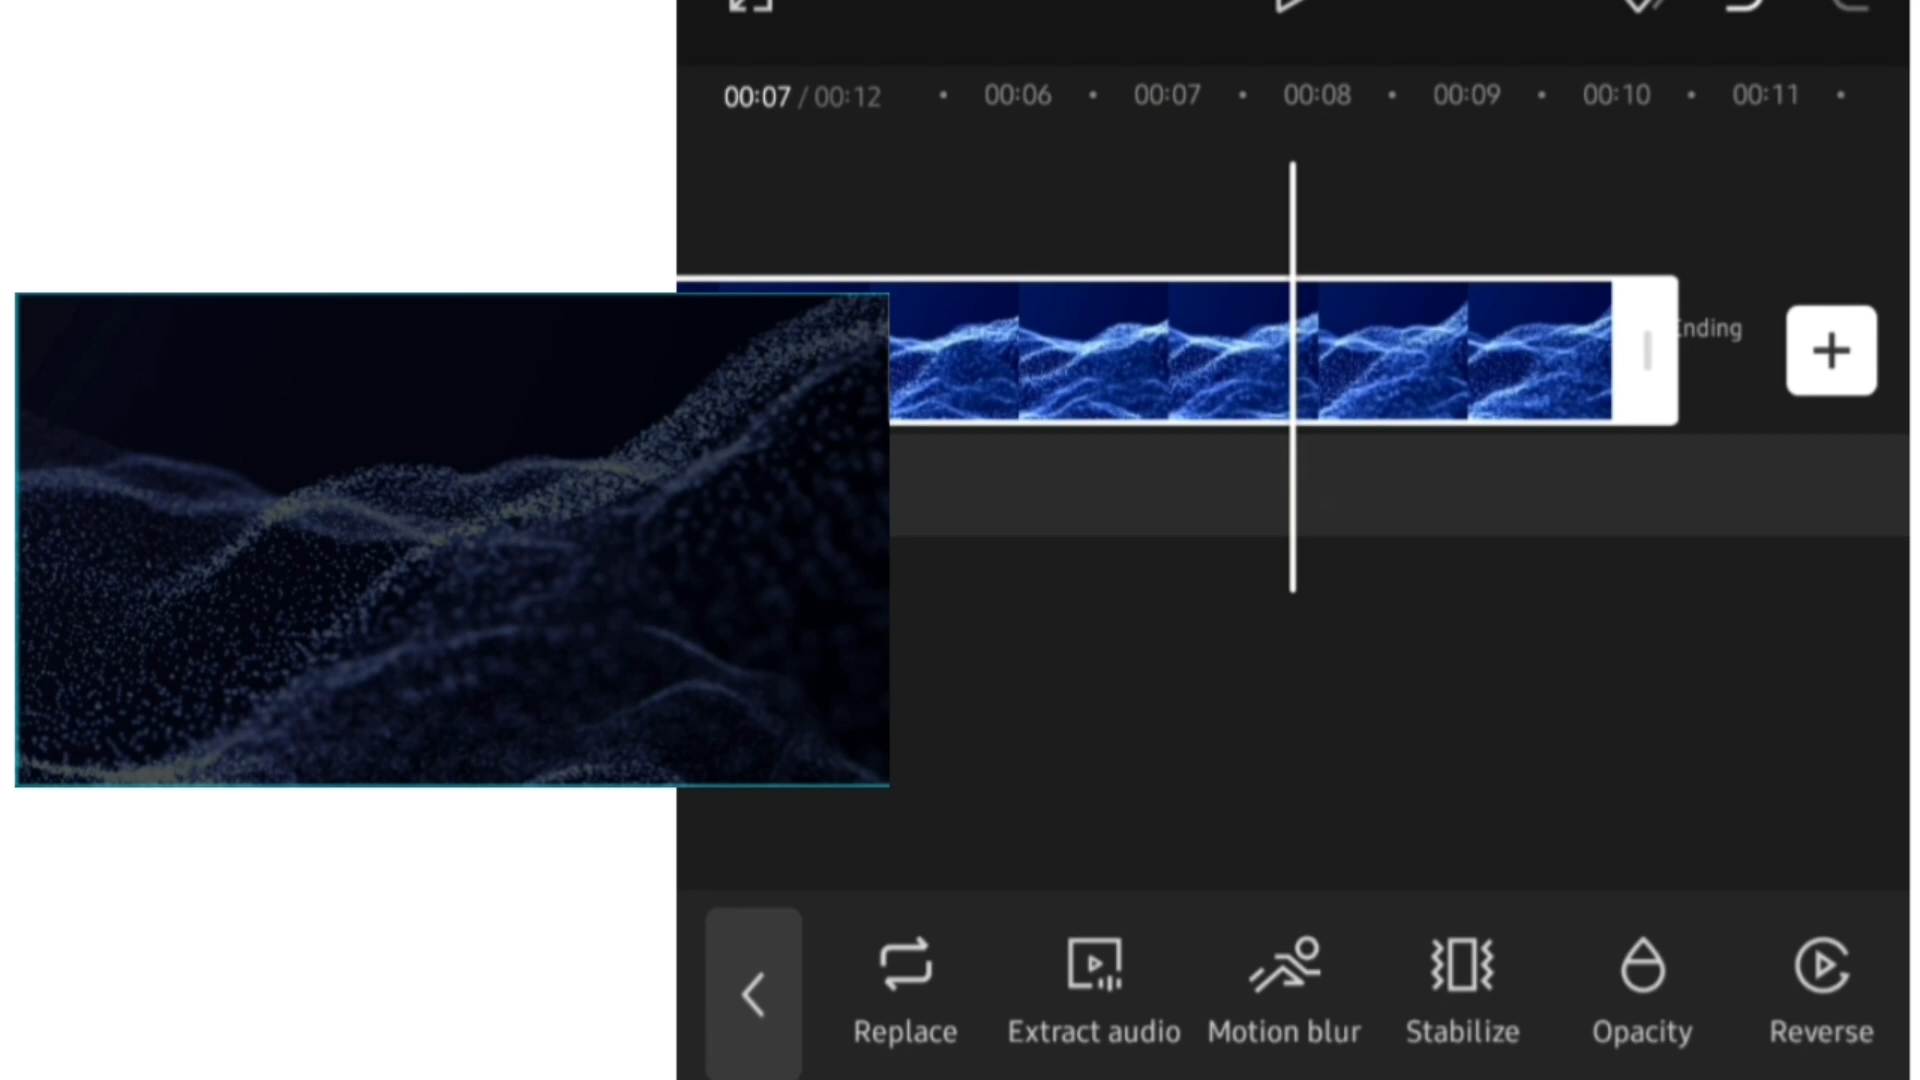 00:07 / 00:12 00:06 00:07 00:08 00:09 00:10 00:11
Ending
Replace Extract audio Motion blur Stabilize Opacity Reverse